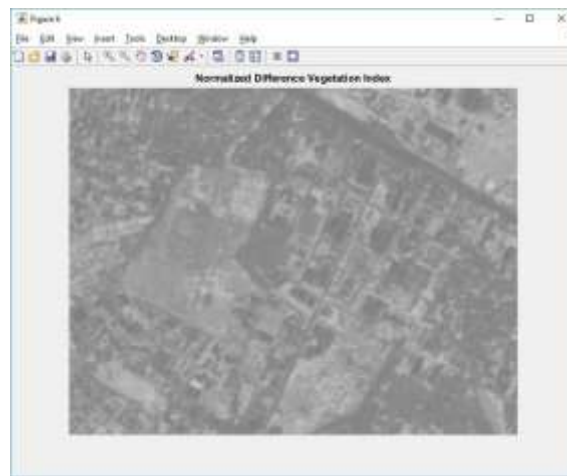 Figure 6
File Edit View Insert Tools Desktop Window Help
Normalized Difference Vegetation Index